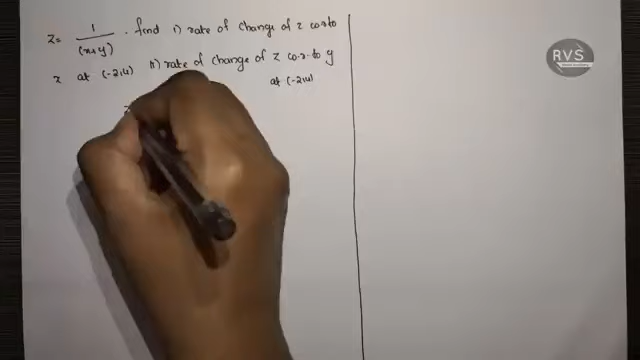 z = 1/(x+y) . find i) rate of change of z w.r.to
x at (-2,4) ii) rate of change of z w.r.to y
at (-2,4)
RVS